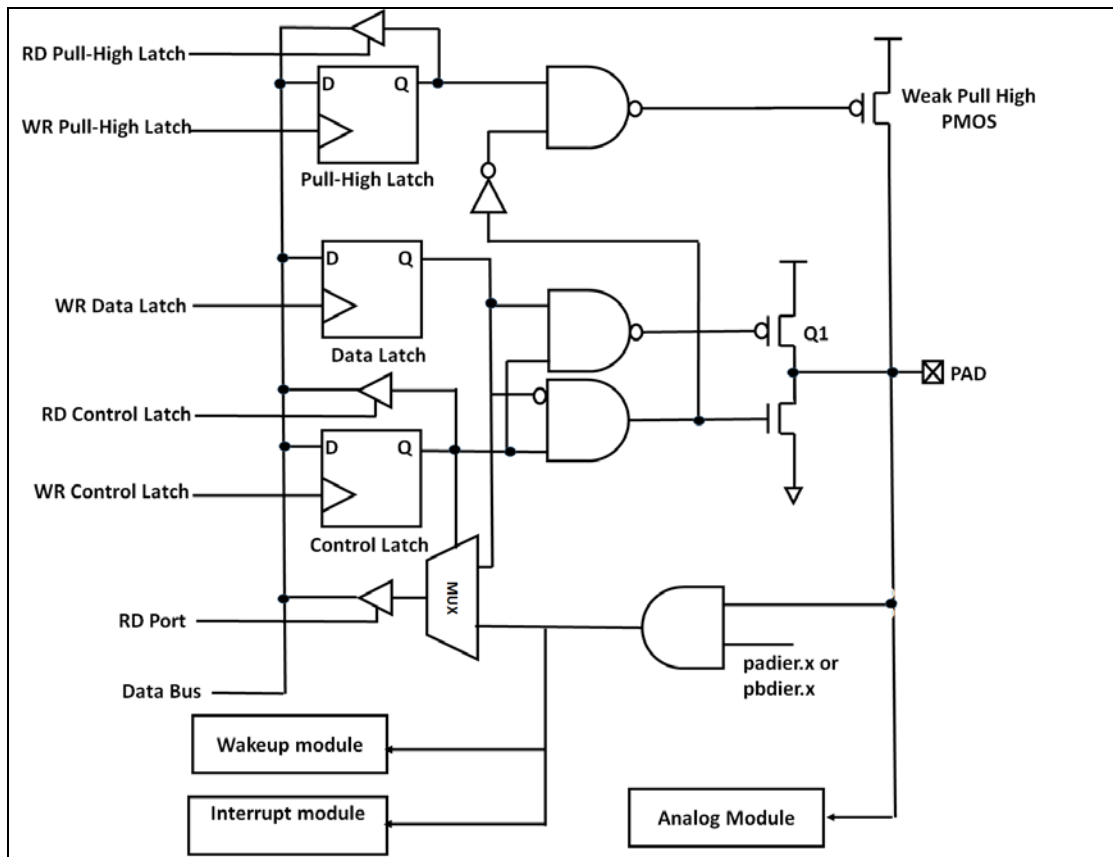 RD Pull-High Latch
D Q
WR Pull-High Latch
Pull-High Latch
Weak Pull High
PMOS
D Q
WR Data Latch
Data Latch
Q1
PAD
RD Control Latch
D Q
WR Control Latch
Control Latch
MUX
RD Port
padier.x or
pbdier.x
Data Bus
Wakeup module
Interrupt module
Analog Module